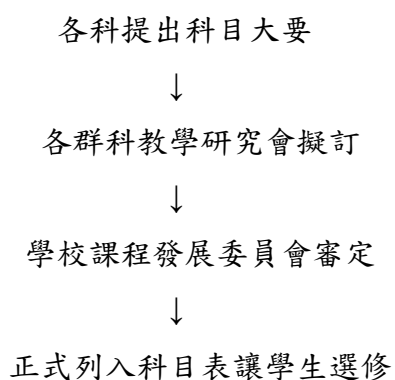 各科提出科目大要
↓
各群科教學研究會擬訂
↓
學校課程發展委員會審定
↓
正式列入科目表讓學生選修